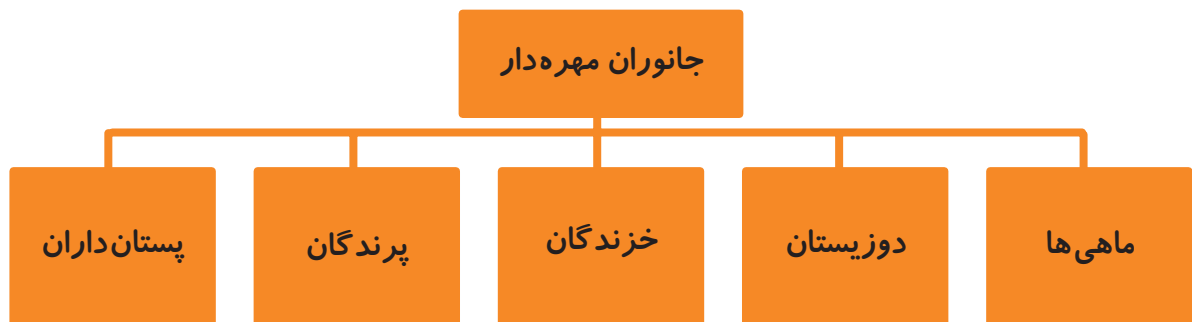 جانوران مهره‌دار
ماهی‌ها
دوزیستان
خزندگان
پرندگان
پستان‌داران